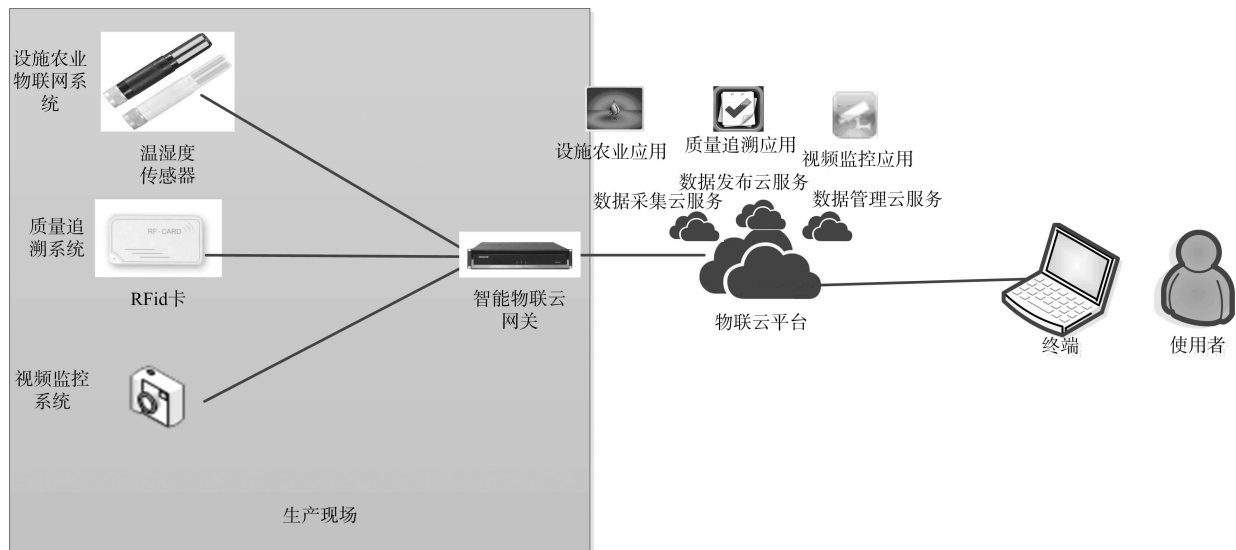 设施农业
物联网系
统
温湿度
传感器
质量追
溯系统
RF-CARD
RFid卡
视频监控
系统
生产现场
智能物联云
网关
设施农业应用
质量追溯应用
视频监控应用
数据发布云服务
数据采集云服务
数据管理云服务
物联云平台
终端
使用者